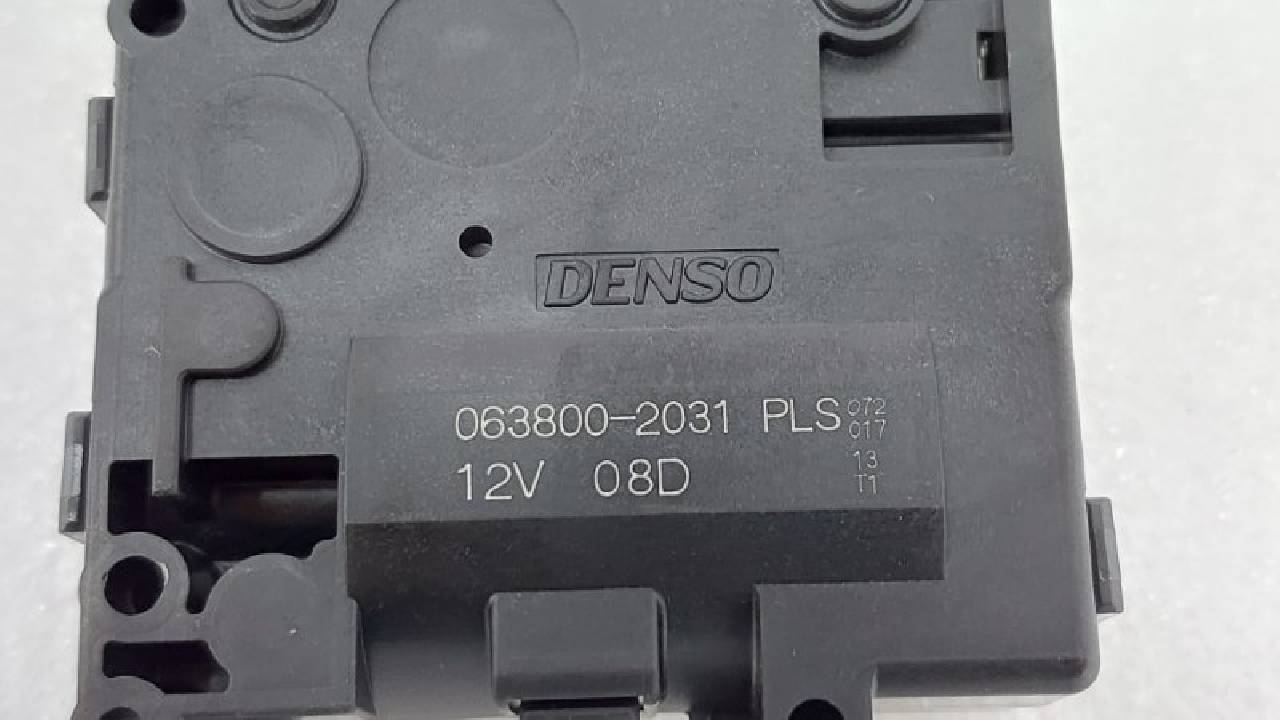 DENSO
063800-2031 PLS 072
017
12V 08D 13
T1